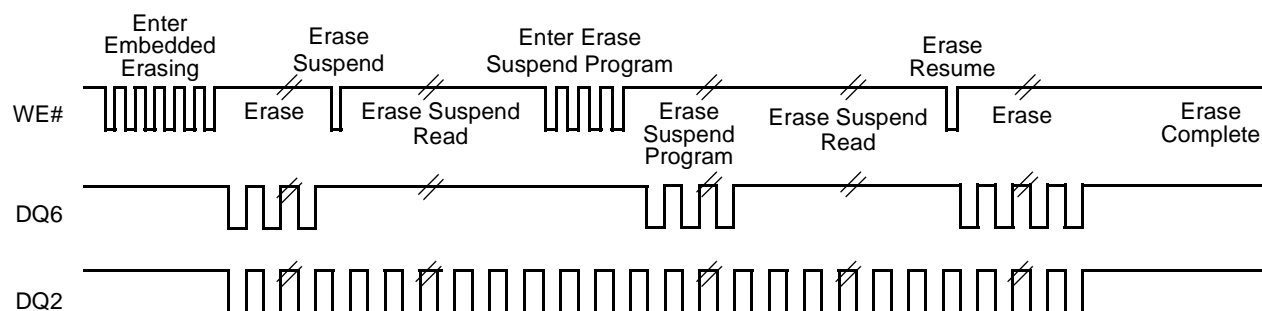 Enter
Embedded
Erasing
Erase
Suspend
Enter Erase
Suspend Program
Erase
Resume
WE#
Erase
Erase Suspend
Read
Erase
Suspend
Program
Erase Suspend
Read
Erase
Erase
Complete
DQ6
DQ2